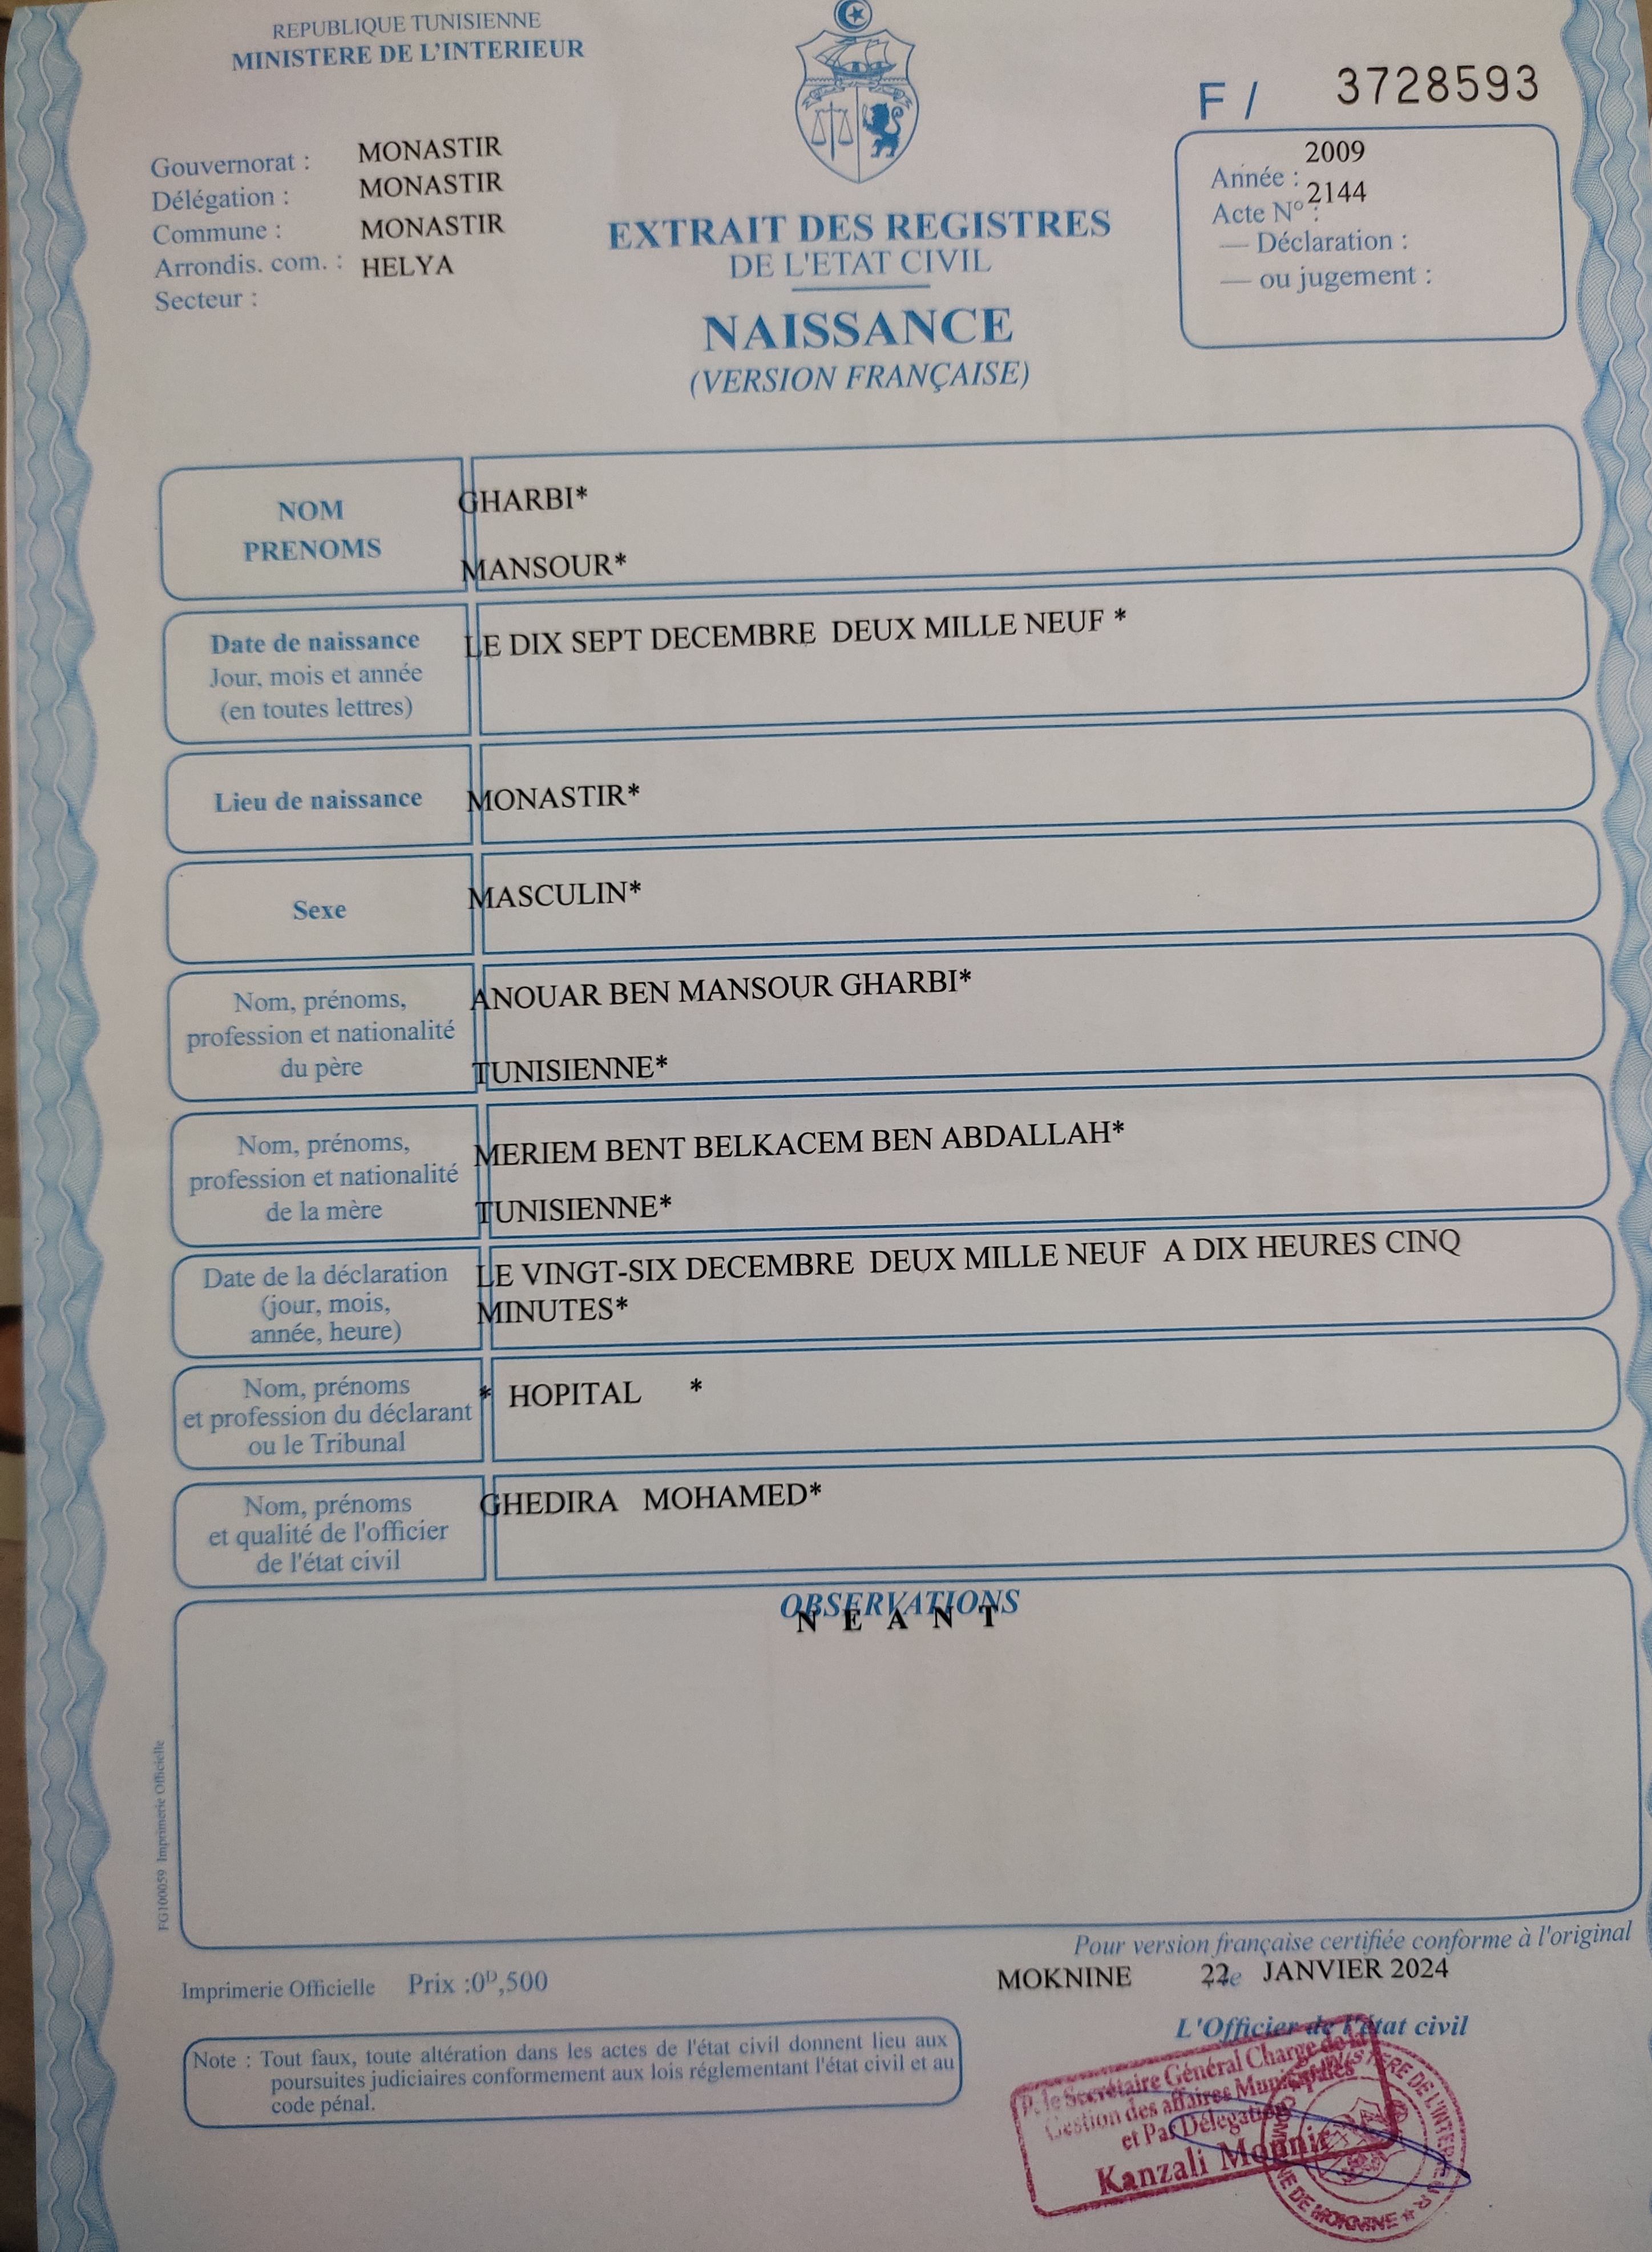 REPUBLIQUE TUNISIENNE
MINISTERE DE L'INTERIEUR
F / 3728593
Gouvernorat : MONASTIR
Délégation : MONASTIR
Commune : MONASTIR
Arrondis. com. : HELYA
Secteur :
EXTRAIT DES REGISTRES
DE L'ETAT CIVIL
NAISSANCE
(VERSION FRANÇAISE)
Année : 2009
Acte N° : 2144
— Déclaration :
— ou jugement :
NOM
PRENOMS
GHARBI*
MANSOUR*
Date de naissance
Jour, mois et année
(en toutes lettres)
LE DIX SEPT DECEMBRE DEUX MILLE NEUF *
Lieu de naissance
MONASTIR*
Sexe
MASCULIN*
Nom, prénoms,
profession et nationalité
du père
ANOUAR BEN MANSOUR GHARBI*
TUNISIENNE*
Nom, prénoms,
profession et nationalité
de la mère
MERIEM BENT BELKACEM BEN ABDALLAH*
TUNISIENNE*
Date de la déclaration
(jour, mois,
année, heure)
LE VINGT-SIX DECEMBRE DEUX MILLE NEUF A DIX HEURES CINQ
MINUTES*
Nom, prénoms
et profession du déclarant
ou le Tribunal
* HOPITAL *
Nom, prénoms
et qualité de l'officier
de l'état civil
GHEDIRA MOHAMED*
OBSERVATIONS
N E A N T
FG100059 Imprimerie Officielle
Pour version française certifiée conforme à l'original
MOKNINE 22 JANVIER 2024
Imprimerie Officielle Prix :0D,500
L'Officier de l'état civil
Note : Tout faux, toute altération dans les actes de l'état civil donnent lieu aux
poursuites judiciaires conformement aux lois réglementant l'état civil et au
code pénal.
P. le Secrétaire Général Charge de la
Gestion des affaires Municipales
et Par Délégation
Kanzali Monnir
MINISTERE DE L'INTERIEUR
COMMUNE DE MOKNINE